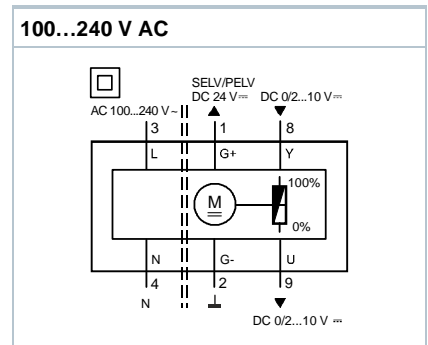 100...240 V AC
SELV/PELV
DC 24 V⎓ DC 0/2...10 V⎓
AC 100...240 V~
3 1 8
L G+ Y
100%
M
0%
N G- U
4 2 9
N
DC 0/2...10 V ⎓